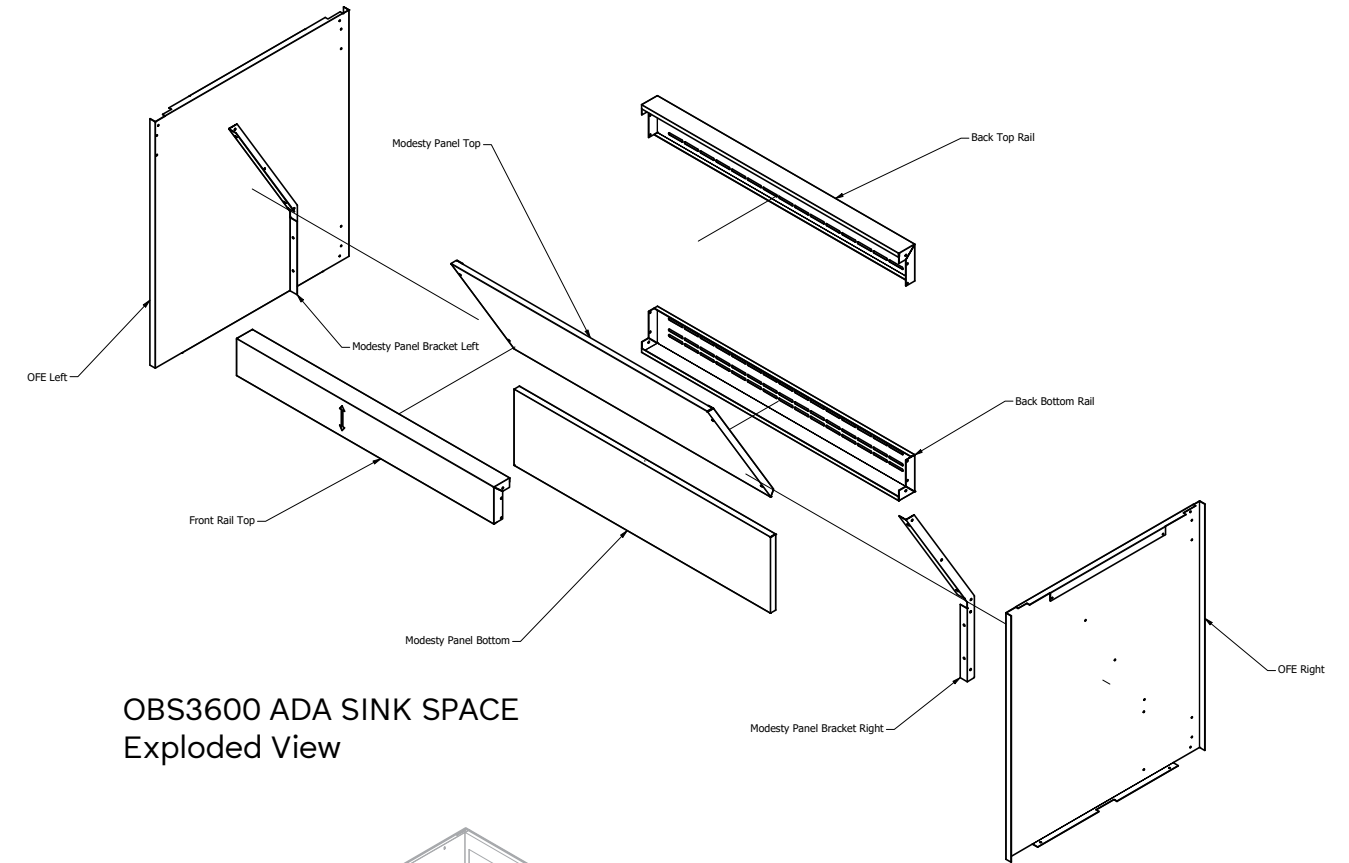 Back Top Rail
Modesty Panel Top
Modesty Panel Bracket Left
OFE Left
Back Bottom Rail
Front Rail Top
Modesty Panel Bottom
OFE Right
OBS3600 ADA SINK SPACE
Exploded View
Modesty Panel Bracket Right